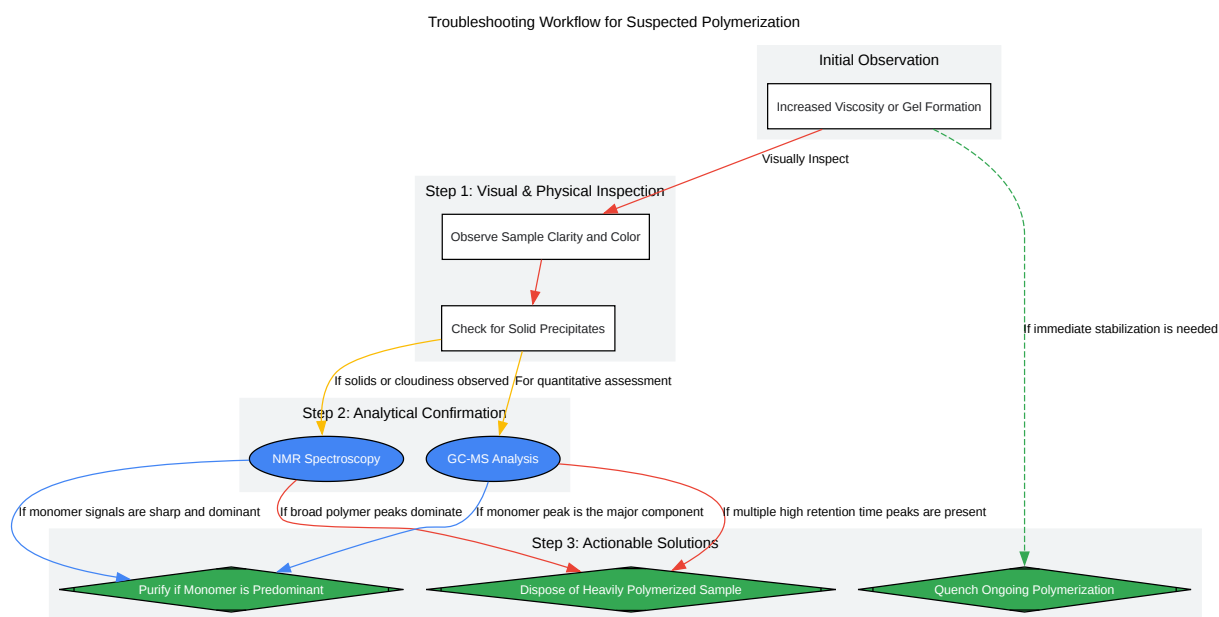 Troubleshooting Workflow for Suspected Polymerization
Initial Observation
Increased Viscosity or Gel Formation
Visually Inspect
Step 1: Visual & Physical Inspection
Observe Sample Clarity and Color
If immediate stabilization is needed
Check for Solid Precipitates
If solids or cloudiness observed
For quantitative assessment
Step 2: Analytical Confirmation
NMR Spectroscopy
GC-MS Analysis
If monomer signals are sharp and dominant
If broad polymer peaks dominate
If monomer peak is the major component
If multiple high retention time peaks are present
Step 3: Actionable Solutions
Purify if Monomer is Predominant
Dispose of Heavily Polymerized Sample
Quench Ongoing Polymerization